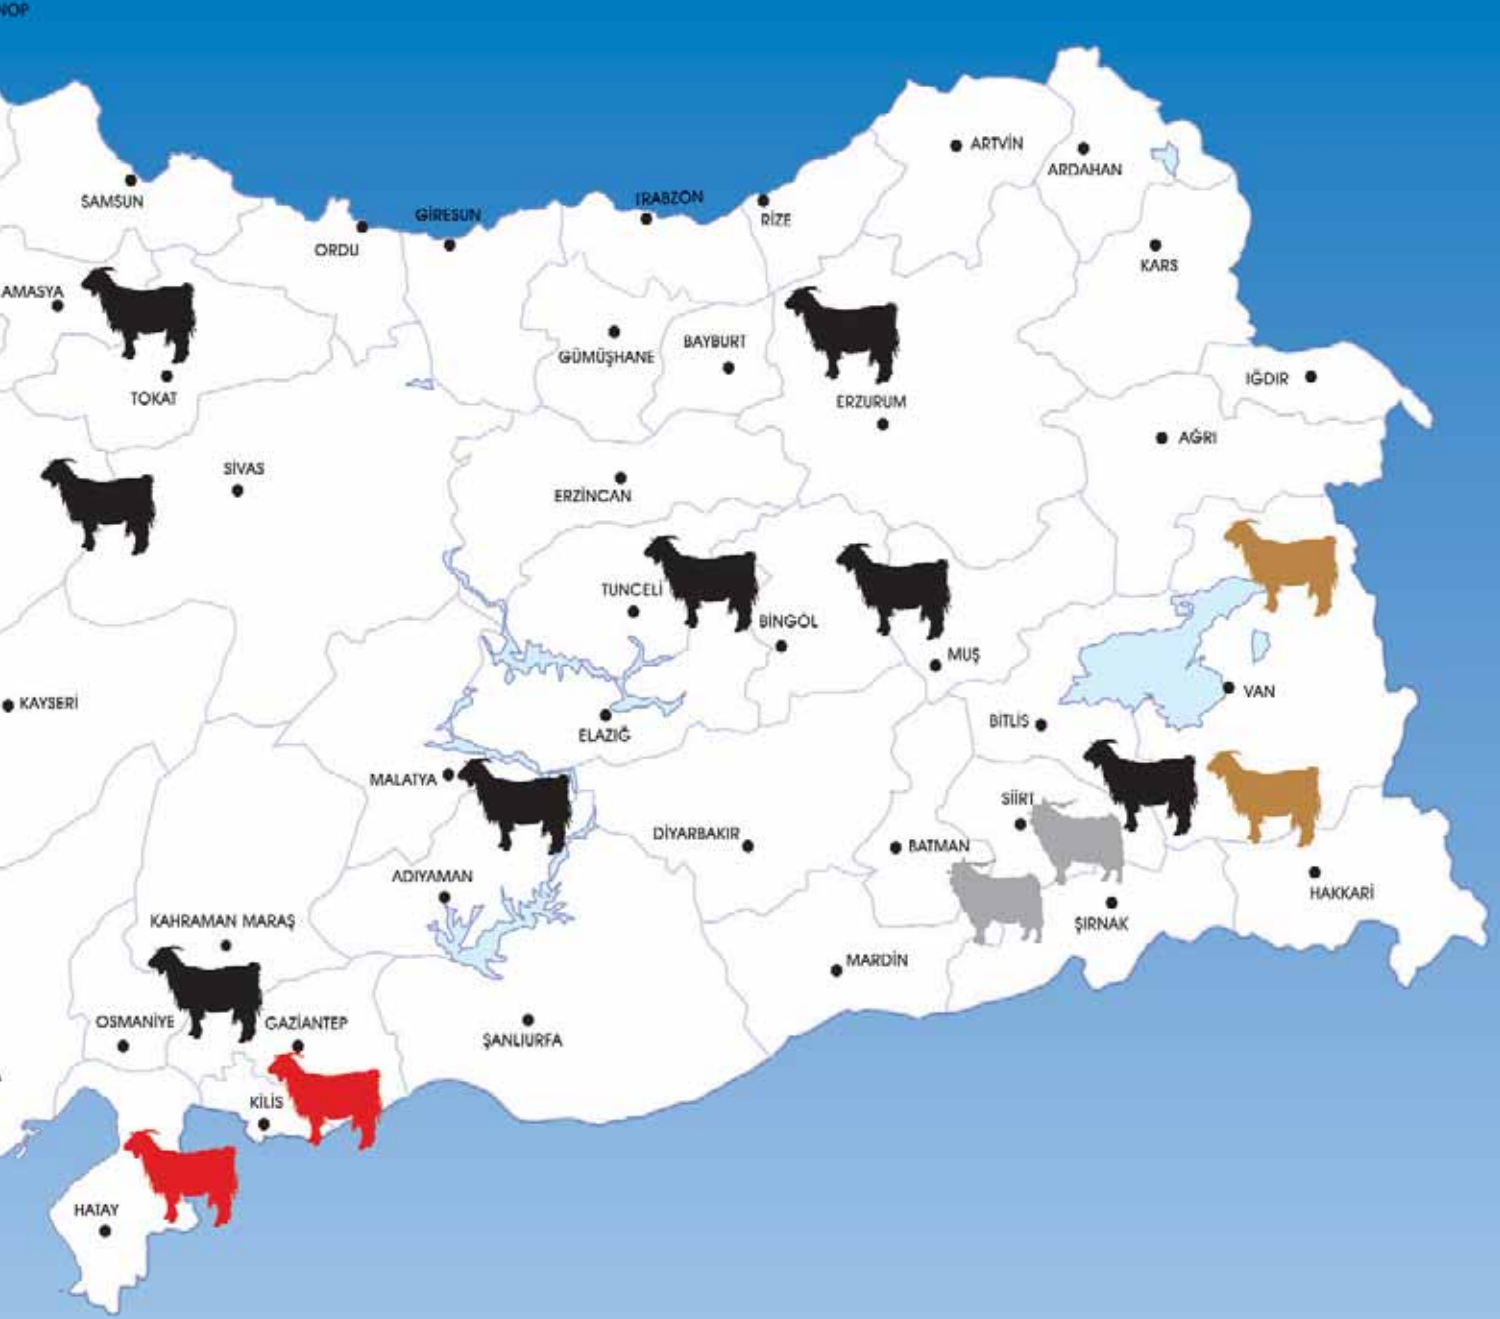 NOP
ARTVİN
ARDAHAN
SAMSUN
TRABZON
GİRESUN
RİZE
ORDU
KARS
AMASYA
BAYBURT
GÜMÜŞHANE
IĞDIR
TOKAT
ERZURUM
AĞRI
SİVAS
ERZİNCAN
TUNCELİ
BİNGÖL
MUŞ
VAN
KAYSERİ
BİTLİS
ELAZIĞ
MALATYA
SİİRT
DİYARBAKIR
BATMAN
ADIYAMAN
HAKKARİ
KAHRAMAN MARAŞ
ŞIRNAK
MARDİN
OSMANİYE
GAZİANTEP
ŞANLIURFA
KİLİS
HATAY